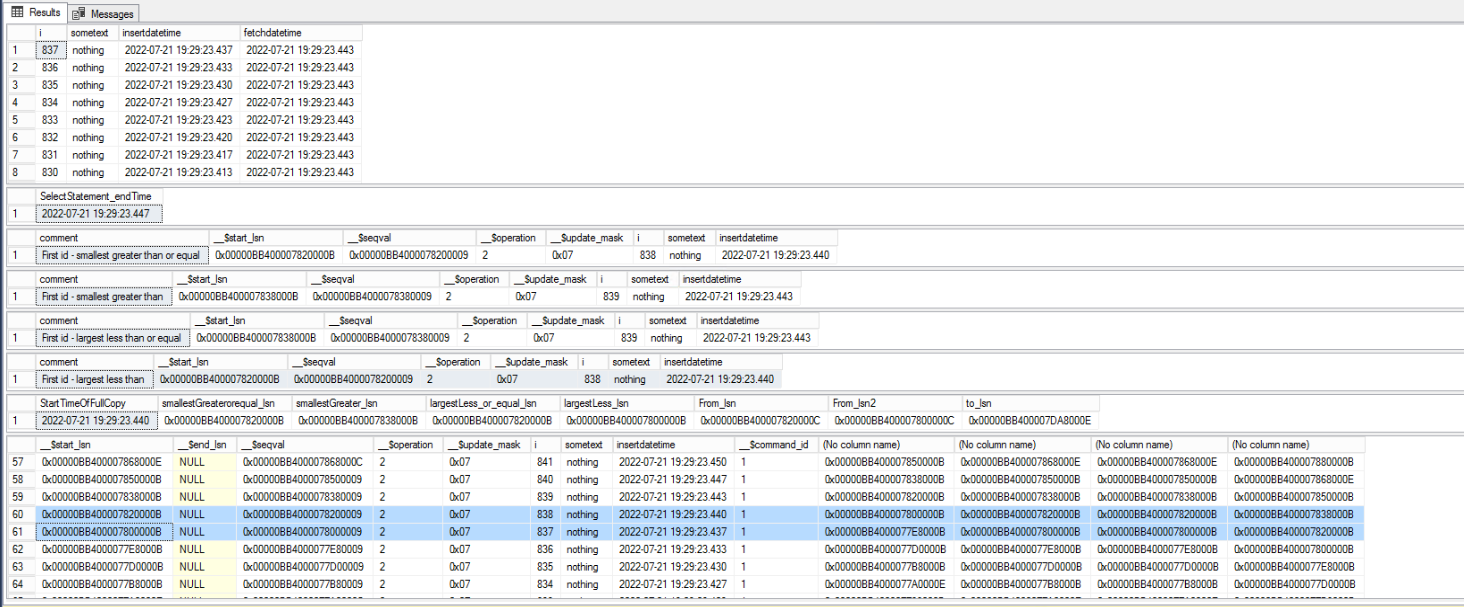 Results Messages
i sometext insertdatetime fetchdatetime
1 837 nothing 2022-07-21 19:29:23.437 2022-07-21 19:29:23.443
2 836 nothing 2022-07-21 19:29:23.433 2022-07-21 19:29:23.443
3 835 nothing 2022-07-21 19:29:23.430 2022-07-21 19:29:23.443
4 834 nothing 2022-07-21 19:29:23.427 2022-07-21 19:29:23.443
5 833 nothing 2022-07-21 19:29:23.423 2022-07-21 19:29:23.443
6 832 nothing 2022-07-21 19:29:23.420 2022-07-21 19:29:23.443
7 831 nothing 2022-07-21 19:29:23.417 2022-07-21 19:29:23.443
8 830 nothing 2022-07-21 19:29:23.413 2022-07-21 19:29:23.443
SelectStatement_endTime
1 2022-07-21 19:29:23.447
comment __$start_lsn __$seqval __$operation __$update_mask i sometext insertdatetime
1 First id - smallest greater than or equal 0x00000BB400007820000B 0x00000BB4000078200009 2 0x07 838 nothing 2022-07-21 19:29:23.440
comment __$start_lsn __$seqval __$operation __$update_mask i sometext insertdatetime
1 First id - smallest greater than 0x00000BB400007838000B 0x00000BB4000078380009 2 0x07 839 nothing 2022-07-21 19:29:23.443
comment __$start_lsn __$seqval __$operation __$update_mask i sometext insertdatetime
1 First id - largest less than or equal 0x00000BB400007838000B 0x00000BB4000078380009 2 0x07 839 nothing 2022-07-21 19:29:23.443
comment __$start_lsn __$seqval __$operation __$update_mask i sometext insertdatetime
1 First id - largest less than 0x00000BB400007820000B 0x00000BB4000078200009 2 0x07 838 nothing 2022-07-21 19:29:23.440
StartTimeOfFullCopy smallestGreaterorequal_lsn smallestGreater_lsn largestLess_or_equal_lsn largestLess_lsn From_lsn From_lsn2 to_lsn
1 2022-07-21 19:29:23.440 0x00000BB400007820000B 0x00000BB400007838000B 0x00000BB400007820000B 0x00000BB400007800000B 0x00000BB400007820000C 0x00000BB400007800000C 0x00000BB400007DA8000E
__$start_lsn __$end_lsn __$seqval __$operation __$update_mask i sometext insertdatetime __$command_id (No column name) (No column name) (No column name) (No column name)
57 0x00000BB400007868000E NULL 0x00000BB400007868000C 2 0x07 841 nothing 2022-07-21 19:29:23.450 1 0x00000BB400007850000B 0x00000BB400007868000E 0x00000BB400007868000E 0x00000BB400007880000B
58 0x00000BB400007850000B NULL 0x00000BB4000078500009 2 0x07 840 nothing 2022-07-21 19:29:23.447 1 0x00000BB400007838000B 0x00000BB400007850000B 0x00000BB400007850000B 0x00000BB400007868000E
59 0x00000BB400007838000B NULL 0x00000BB4000078380009 2 0x07 839 nothing 2022-07-21 19:29:23.443 1 0x00000BB400007820000B 0x00000BB400007838000B 0x00000BB400007838000B 0x00000BB400007850000B
60 0x00000BB400007820000B NULL 0x00000BB4000078200009 2 0x07 838 nothing 2022-07-21 19:29:23.440 1 0x00000BB400007800000B 0x00000BB400007820000B 0x00000BB400007820000B 0x00000BB400007838000B
61 0x00000BB400007800000B NULL 0x00000BB4000078000009 2 0x07 837 nothing 2022-07-21 19:29:23.437 1 0x00000BB4000077E8000B 0x00000BB400007800000B 0x00000BB400007800000B 0x00000BB400007820000B
62 0x00000BB4000077E8000B NULL 0x00000BB4000077E80009 2 0x07 836 nothing 2022-07-21 19:29:23.433 1 0x00000BB4000077D0000B 0x00000BB4000077E8000B 0x00000BB4000077E8000B 0x00000BB400007800000B
63 0x00000BB4000077D0000B NULL 0x00000BB4000077D00009 2 0x07 835 nothing 2022-07-21 19:29:23.430 1 0x00000BB4000077B8000B 0x00000BB4000077D0000B 0x00000BB4000077D0000B 0x00000BB4000077E8000B
64 0x00000BB4000077B8000B NULL 0x00000BB4000077B80009 2 0x07 834 nothing 2022-07-21 19:29:23.427 1 0x00000BB4000077A0000E 0x00000BB4000077B8000B 0x00000BB4000077B8000B 0x00000BB4000077D0000B